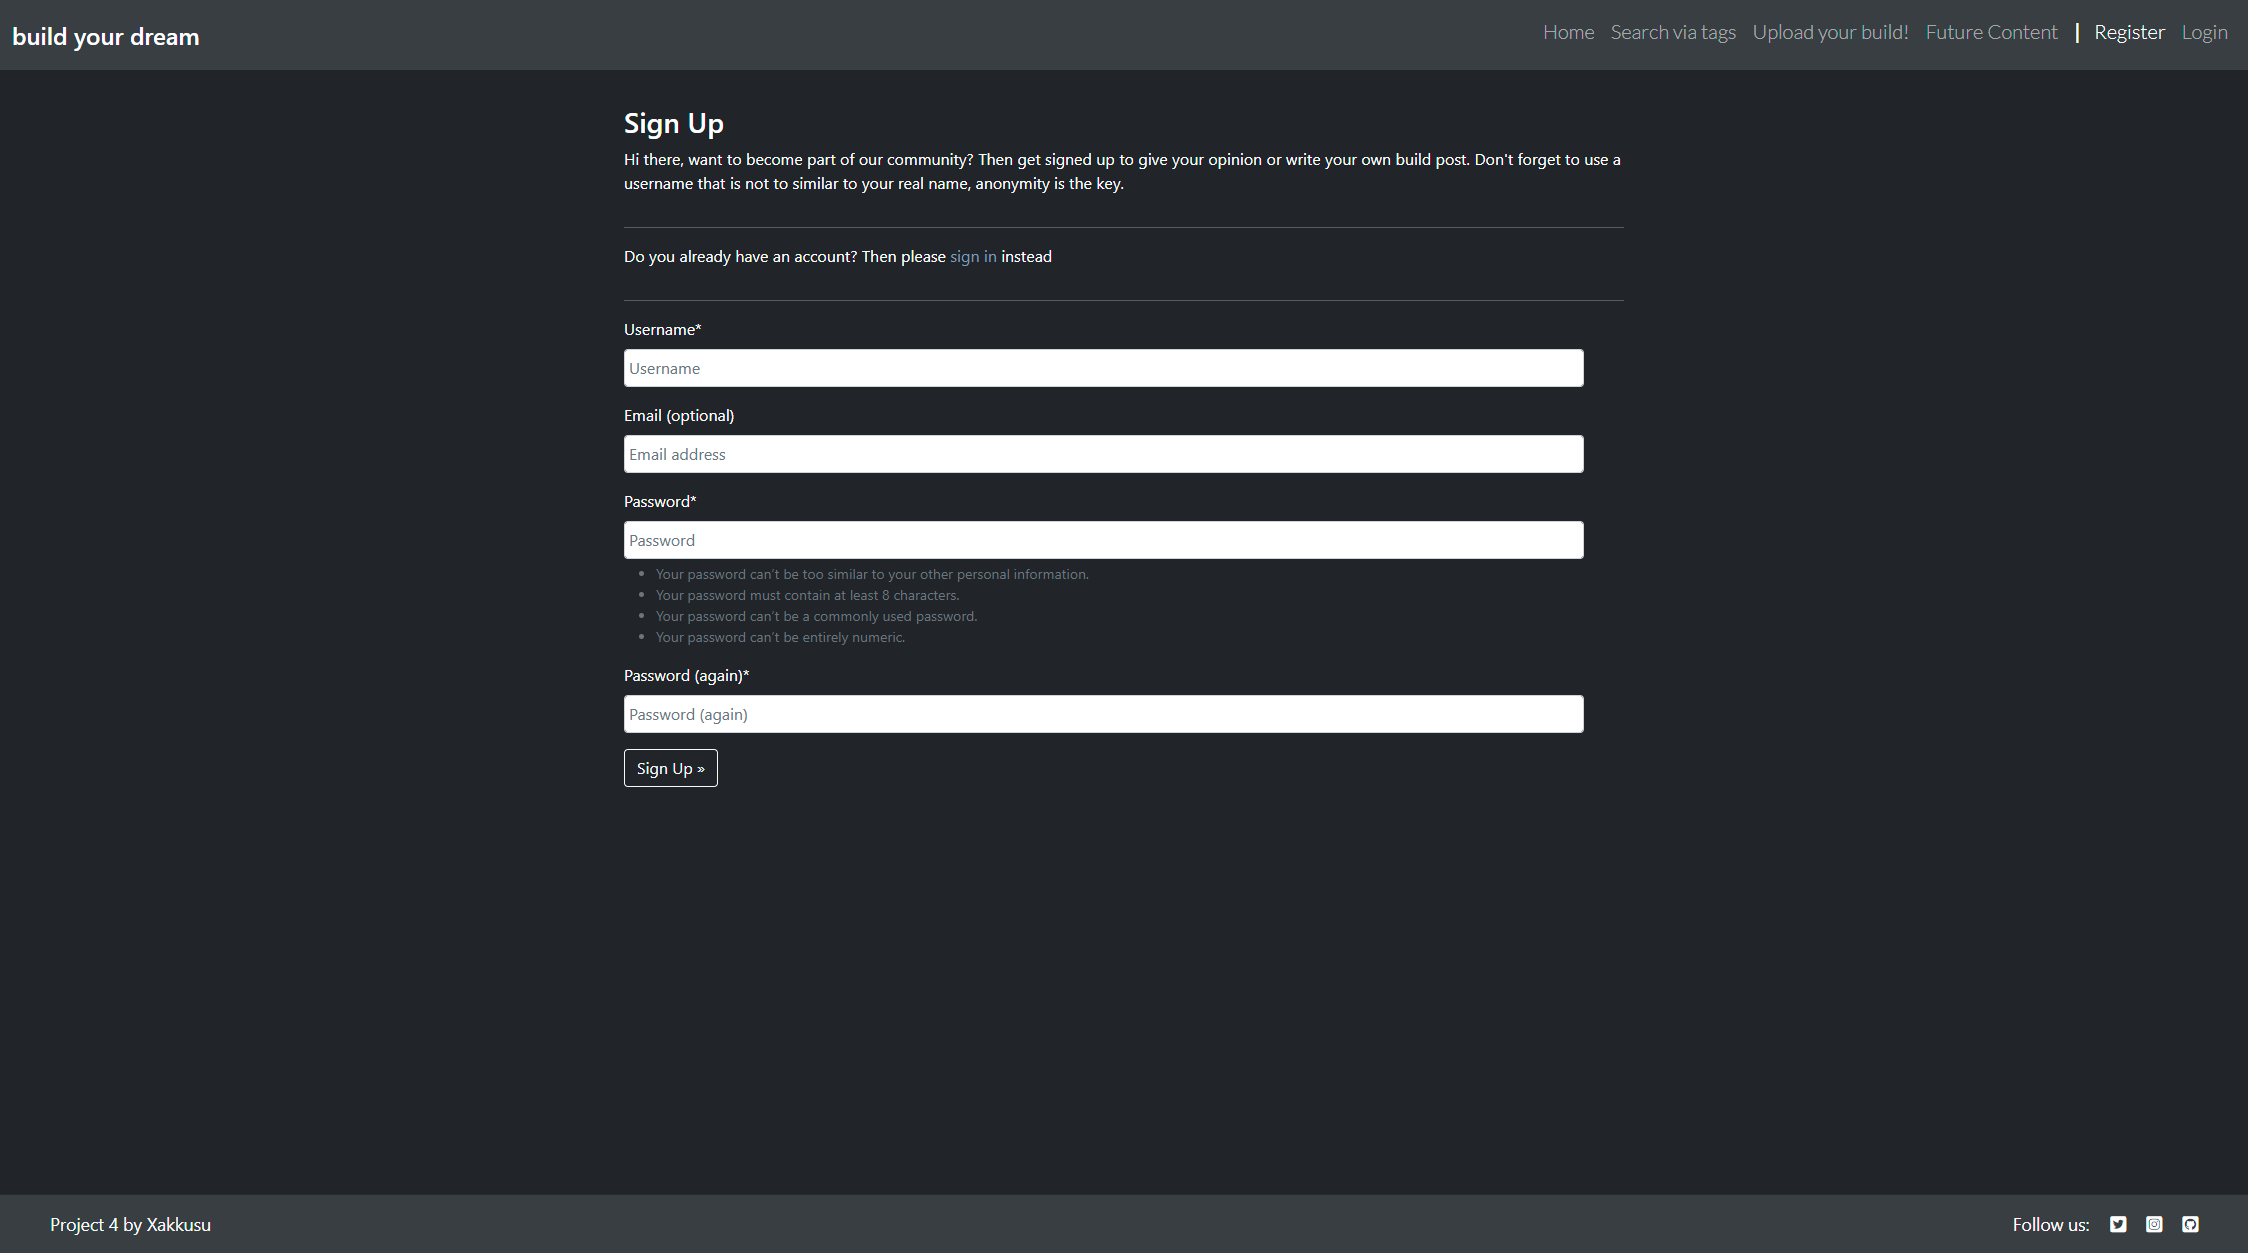 build your dream
Home Search via tags Upload your build! Future Content | Register Login
Sign Up
Hi there, want to become part of our community? Then get signed up to give your opinion or write your own build post. Don't forget to use a
username that is not to similar to your real name, anonymity is the key.
Do you already have an account? Then please sign in instead
Username*
Username
Email (optional)
Email address
Password*
Password
• Your password can't be too similar to your other personal information.
• Your password must contain at least 8 characters.
• Your password can't be a commonly used password.
• Your password can't be entirely numeric.
Password (again)*
Password (again)
Sign Up »
Project 4 by Xakkusu
Follow us: